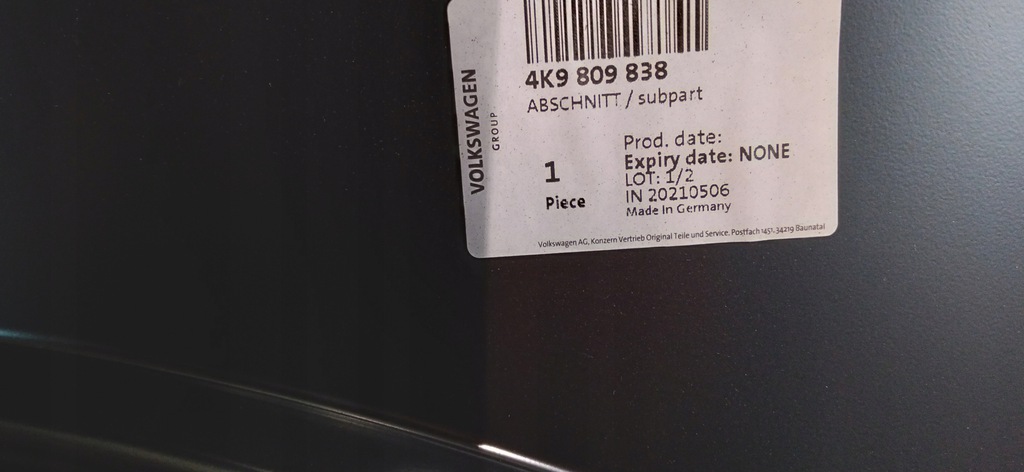 VOLKSWAGEN
GROUP
4K9 809 838
ABSCHNITT / subpart
1
Piece
Prod. date:
Expiry date: NONE
LOT: 1/2
IN 20210506
Made In Germany
Volkswagen AG, Konzern Vertrieb Original Teile und Service, Postfach 1451, 34219 Baunatal